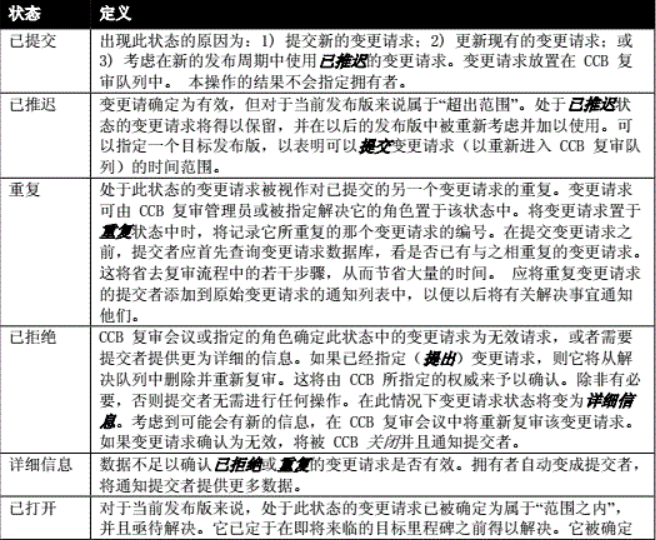 状态 定义
已提交 出现此状态的原因为：1) 提交新的变更请求；2) 更新现有的变更请求；或
3) 考虑在新的发布周期中使用已推迟的变更请求。变更请求放置在 CCB 复
审队列中。 本操作的结果不会指定拥有者。
已推迟 变更请确定为有效，但对于当前发布版来说属于“超出范围”。处于已推迟状
态的变更请求将得以保留，并在以后的发布版中被重新考虑并加以使用。可
以指定一个目标发布版，以表明可以提交变更请求（以重新进入 CCB 复审队
列）的时间范围。
重复 处于此状态的变更请求被视作对已提交的另一个变更请求的重复。变更请求
可由 CCB 复审管理员或被指定解决它的角色置于该状态中。将变更请求置于
重复状态中时，将记录它所重复的那个变更请求的编号。在提交变更请求之
前，提交者应首先查询变更请求数据库，看是否已有与之相重复的变更请求。
这将省去复审流程中的若干步骤，从而节省大量的时间。 应将重复变更请求
的提交者添加到原始变更请求的通知列表中，以便以后将有关解决事宜通知
他们。
已拒绝 CCB 复审会议或指定的角色确定此状态中的变更请求为无效请求，或者需要
提交者提供更为详细的信息。如果已经指定（提出）变更请求，则它将从解
决队列中删除并重新复审。这将由 CCB 所指定的权威来予以确认。除非有必
要，否则提交者无需进行任何操作。在此情况下变更请求状态将变为详细信
息。考虑到可能会有新的信息，在 CCB 复审会议中将重新复审该变更请求。
如果变更请求确认为无效，将被 CCB 关闭并且通知提交者。
详细信息 数据不足以确认已拒绝或重复的变更请求是否有效。拥有者自动变成提交者，
将通知提交者提供更多数据。
已打开 对于当前发布版来说，处于此状态的变更请求已被确定为属于“范围之内”，
并且亟待解决。它已定于在即将来临的目标里程碑之前得以解决。它被确定